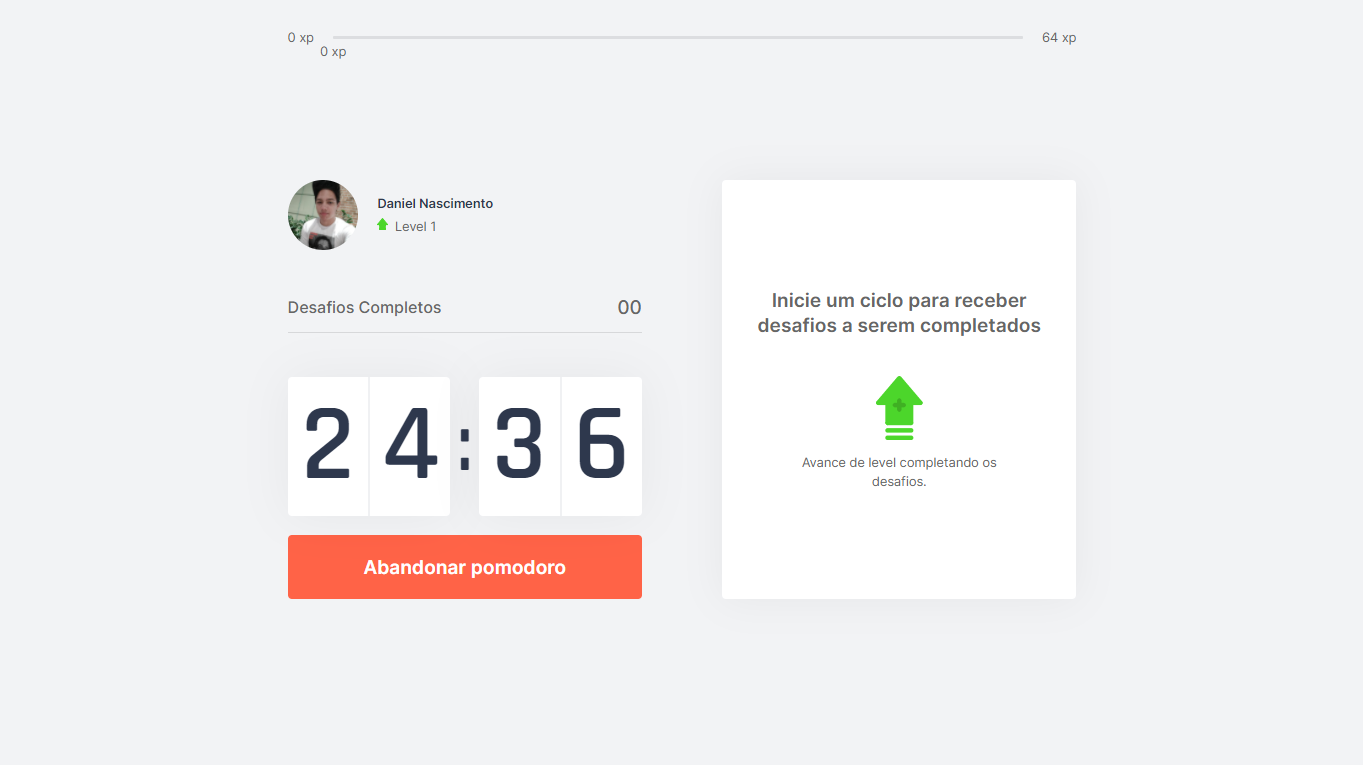 0 xp
64 xp
0 xp
Daniel Nascimento
Level 1
Desafios Completos
00
24:36
Abandonar pomodoro
Inicie um ciclo para receber
desafios a serem completados
Avance de level completando os
desafios.